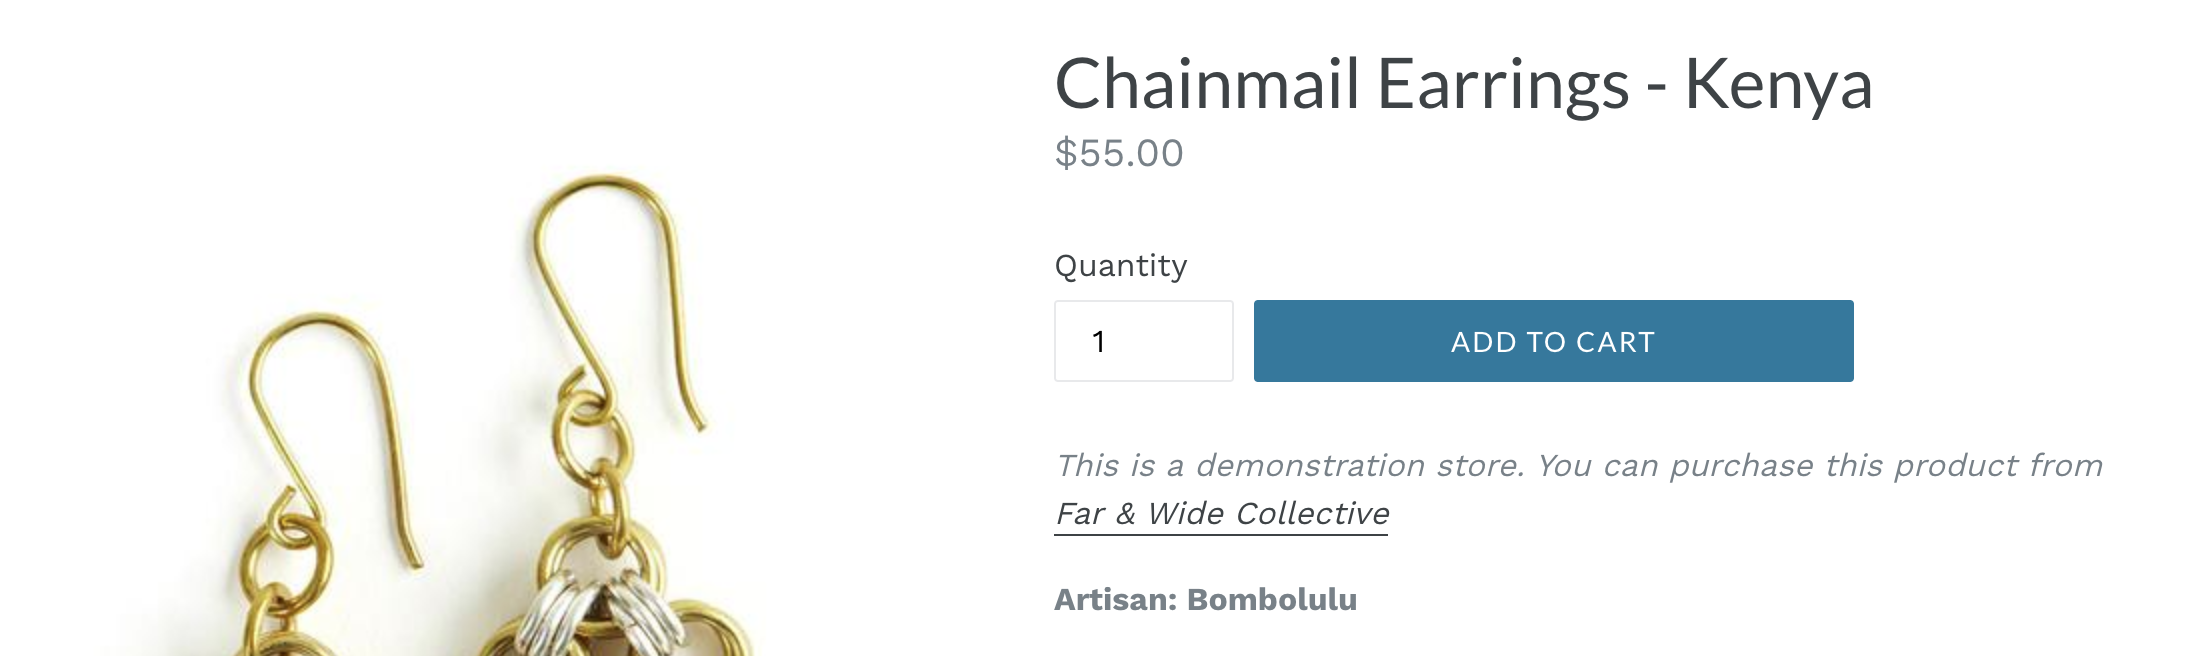 Chainmail Earrings - Kenya
$55.00
Quantity
1
ADD TO CART
This is a demonstration store. You can purchase this product from
Far & Wide Collective
Artisan: Bombolulu